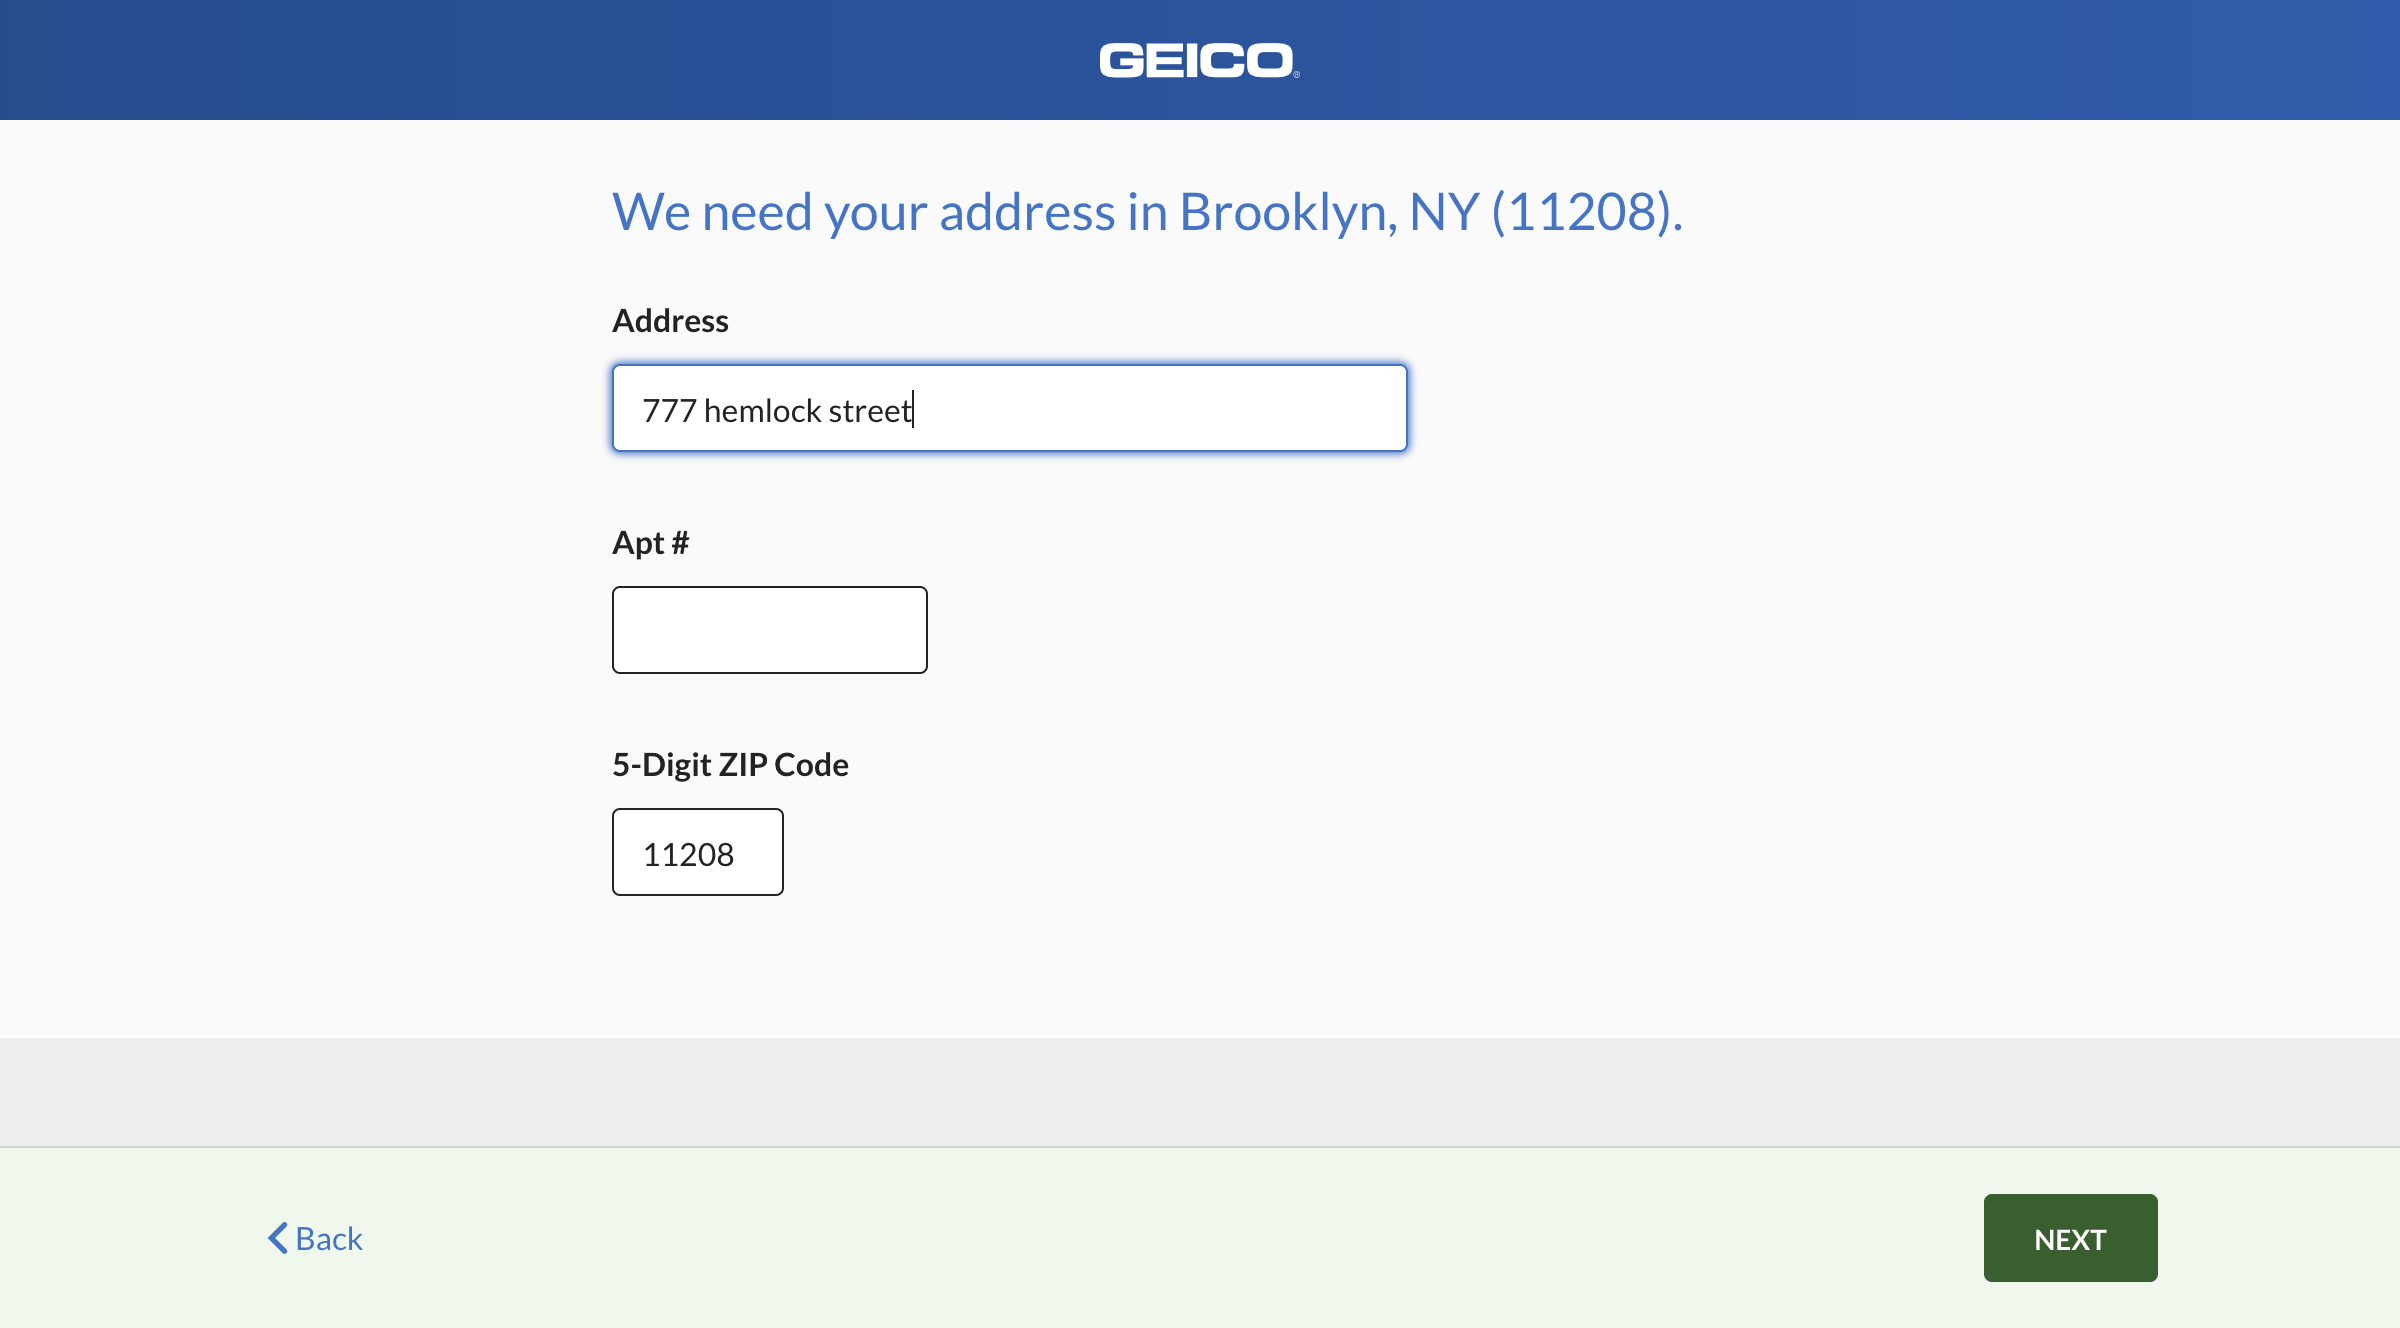 GEICO®
We need your address in Brooklyn, NY (11208).
Address
777 hemlock street
Apt #
5-Digit ZIP Code
11208
Back
NEXT